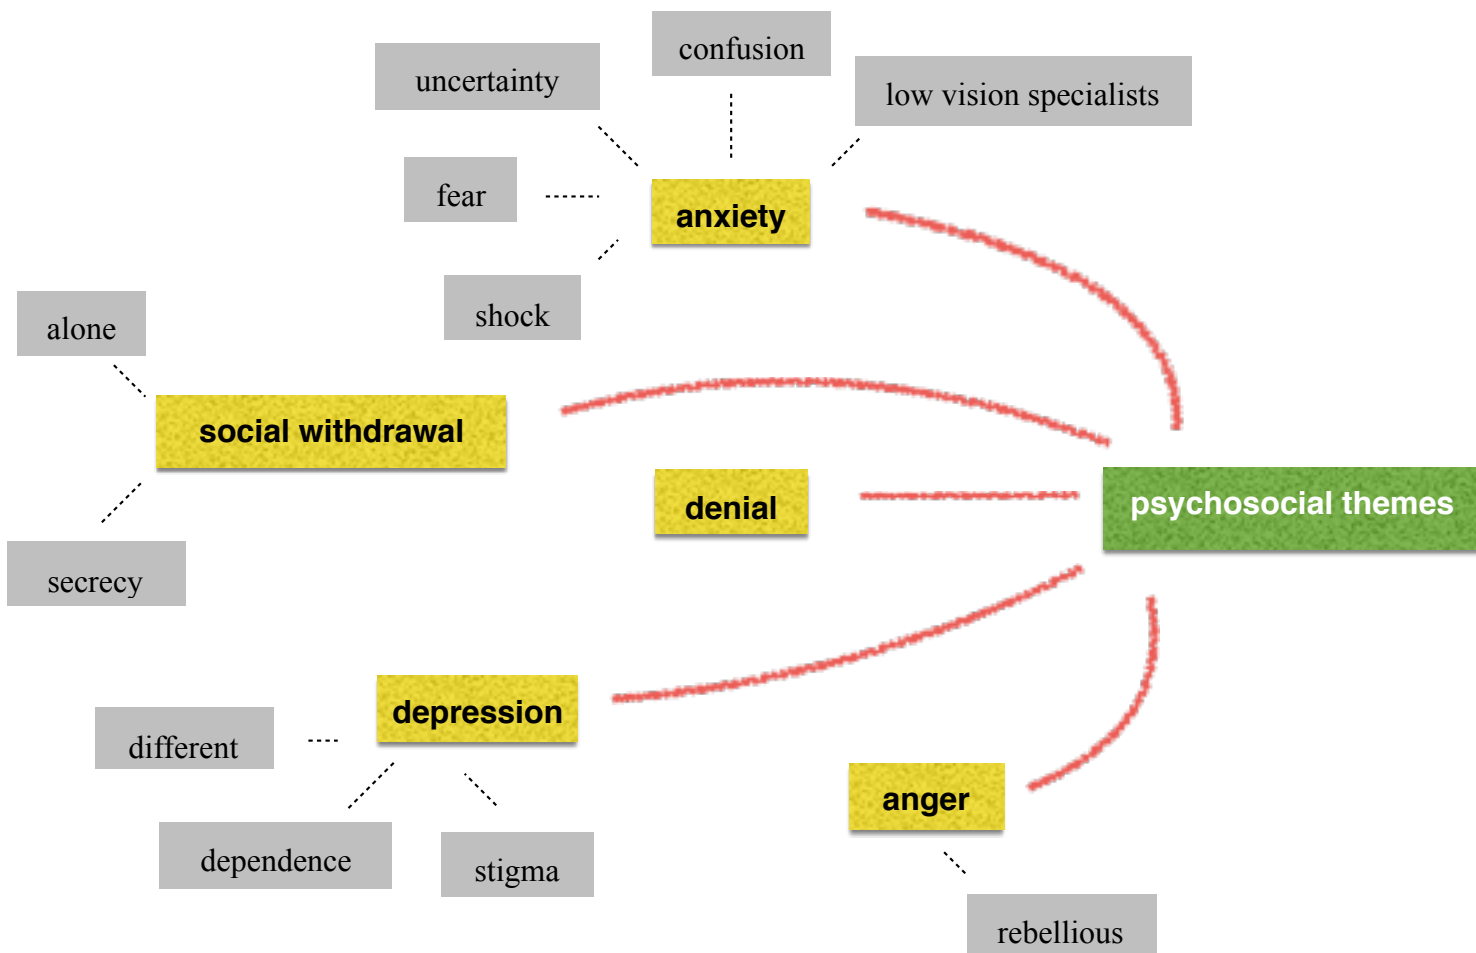 confusion
uncertainty
low vision specialists
fear
anxiety
shock
alone
social withdrawal
denial
psychosocial themes
secrecy
depression
different
anger
dependence
stigma
rebellious